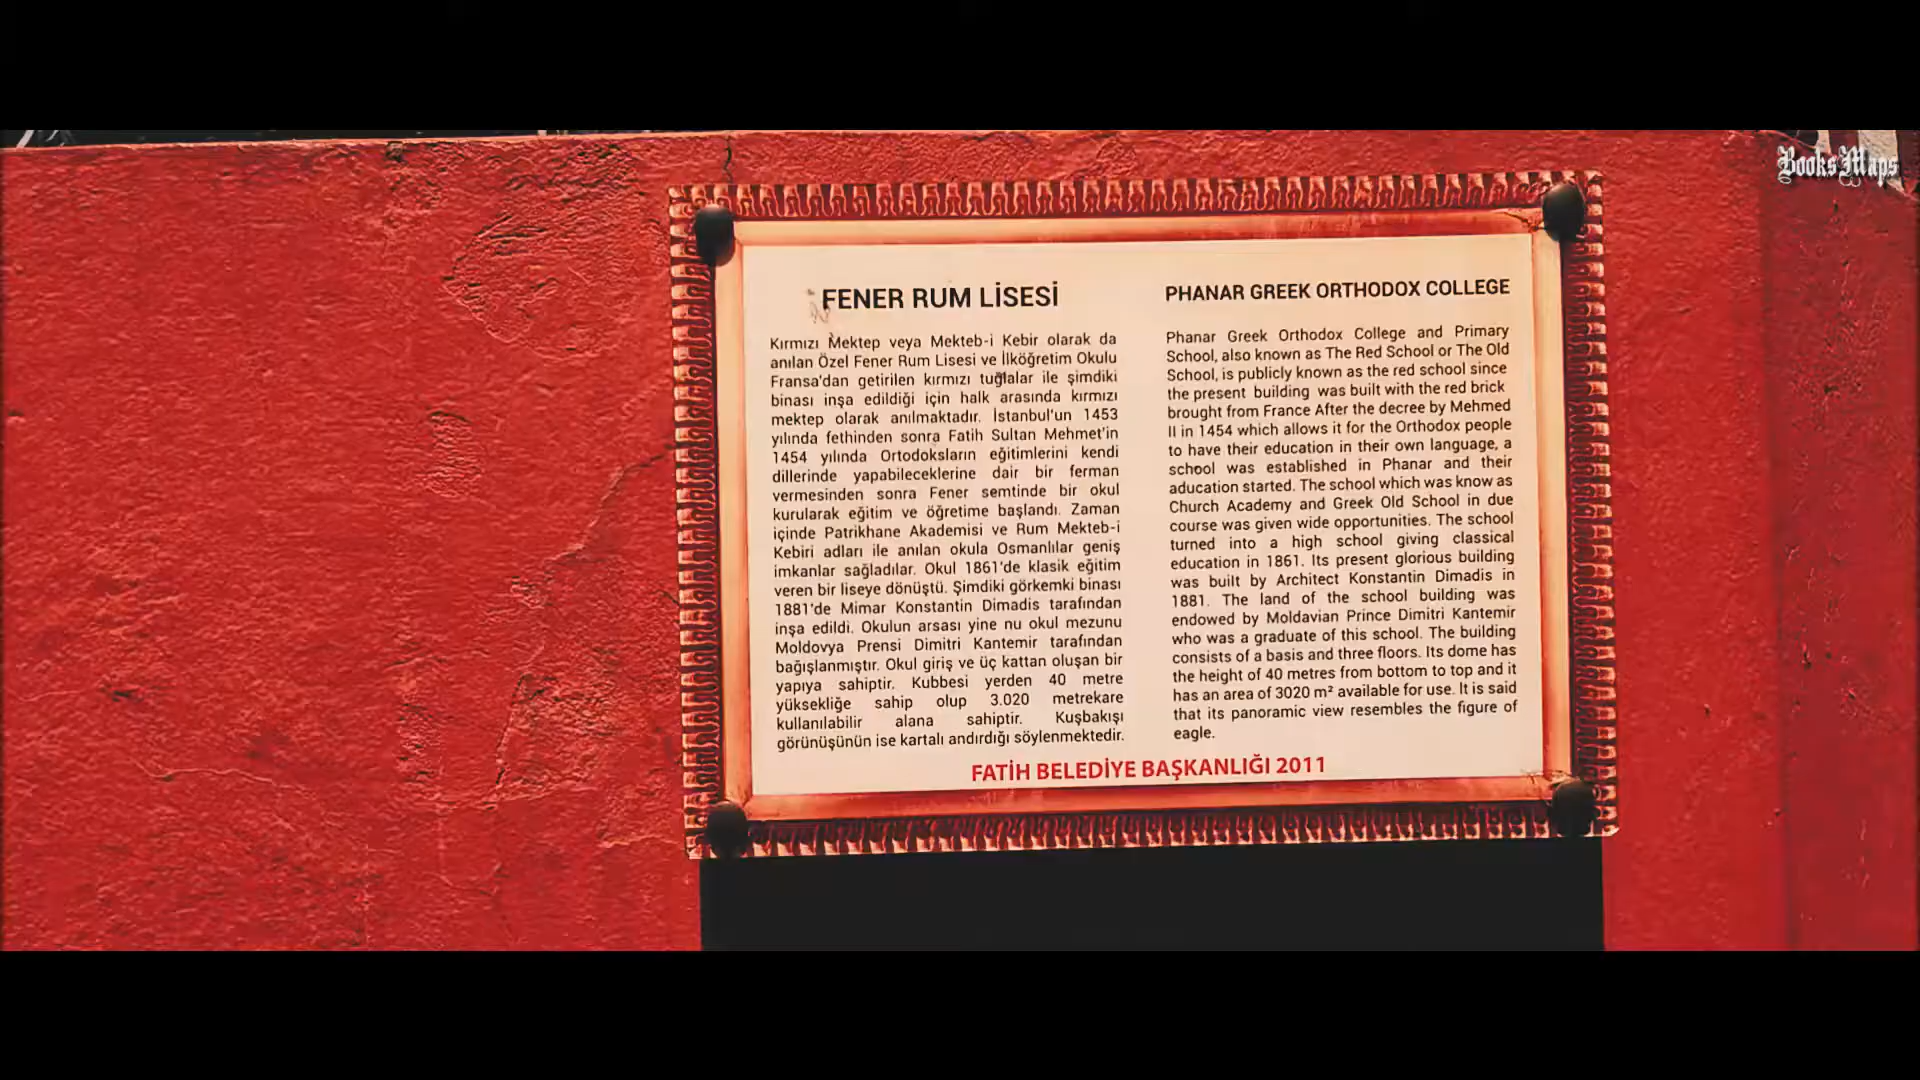 Books Maps
FENER RUM LİSESİ
Kırmızı Mektep veya Mekteb-i Kebir olarak da
anılan Özel Fener Rum Lisesi ve İlköğretim Okulu
Fransa'dan getirilen kırmızı tuğlalar ile şimdiki
binası inşa edildiği için halk arasında kırmızı
mektep olarak anılmaktadır. İstanbul'un 1453
yılında fethinden sonra Fatih Sultan Mehmet'in
1454 yılında Ortodoksların eğitimlerini kendi
dillerinde yapabileceklerine dair bir ferman
vermesinden sonra Fener semtinde bir okul
kurularak eğitim ve öğretime başlandı. Zaman
içinde Patrikhane Akademisi ve Rum Mekteb-i
Kebiri adları ile anılan okula Osmanlılar geniş
imkanlar sağladılar. Okul 1861'de klasik eğitim
veren bir liseye dönüştü. Şimdiki görkemki binası
1881'de Mimar Konstantin Dimadis tarafından
inşa edildi. Okulun arsası yine nu okul mezunu
Moldovya Prensi Dimitri Kantemir tarafından
bağışlanmıştır. Okul giriş ve üç kattan oluşan bir
yapıya sahiptir. Kubbesi yerden 40 metre
yüksekliğe sahip olup 3.020 metrekare
kullanılabilir alana sahiptir. Kuşbakışı
görünüşünün ise kartalı andırdığı söylenmektedir.
PHANAR GREEK ORTHODOX COLLEGE
Phanar Greek Orthodox College and Primary
School, also known as The Red School or The Old
School, is publicly known as the red school since
the present building was built with the red brick
brought from France After the decree by Mehmed
II in 1454 which allows it for the Orthodox people
to have their education in their own language, a
school was established in Phanar and their
aducation started. The school which was know as
Church Academy and Greek Old School in due
course was given wide opportunities. The school
turned into a high school giving classical
education in 1861. Its present glorious building
was built by Architect Konstantin Dimadis in
1881. The land of the school building was
endowed by Moldavian Prince Dimitri Kantemir
who was a graduate of this school. The building
consists of a basis and three floors. Its dome has
the height of 40 metres from bottom to top and it
has an area of 3020 m² available for use. It is said
that its panoramic view resembles the figure of
eagle.
FATİH BELEDİYE BAŞKANLIĞI 2011